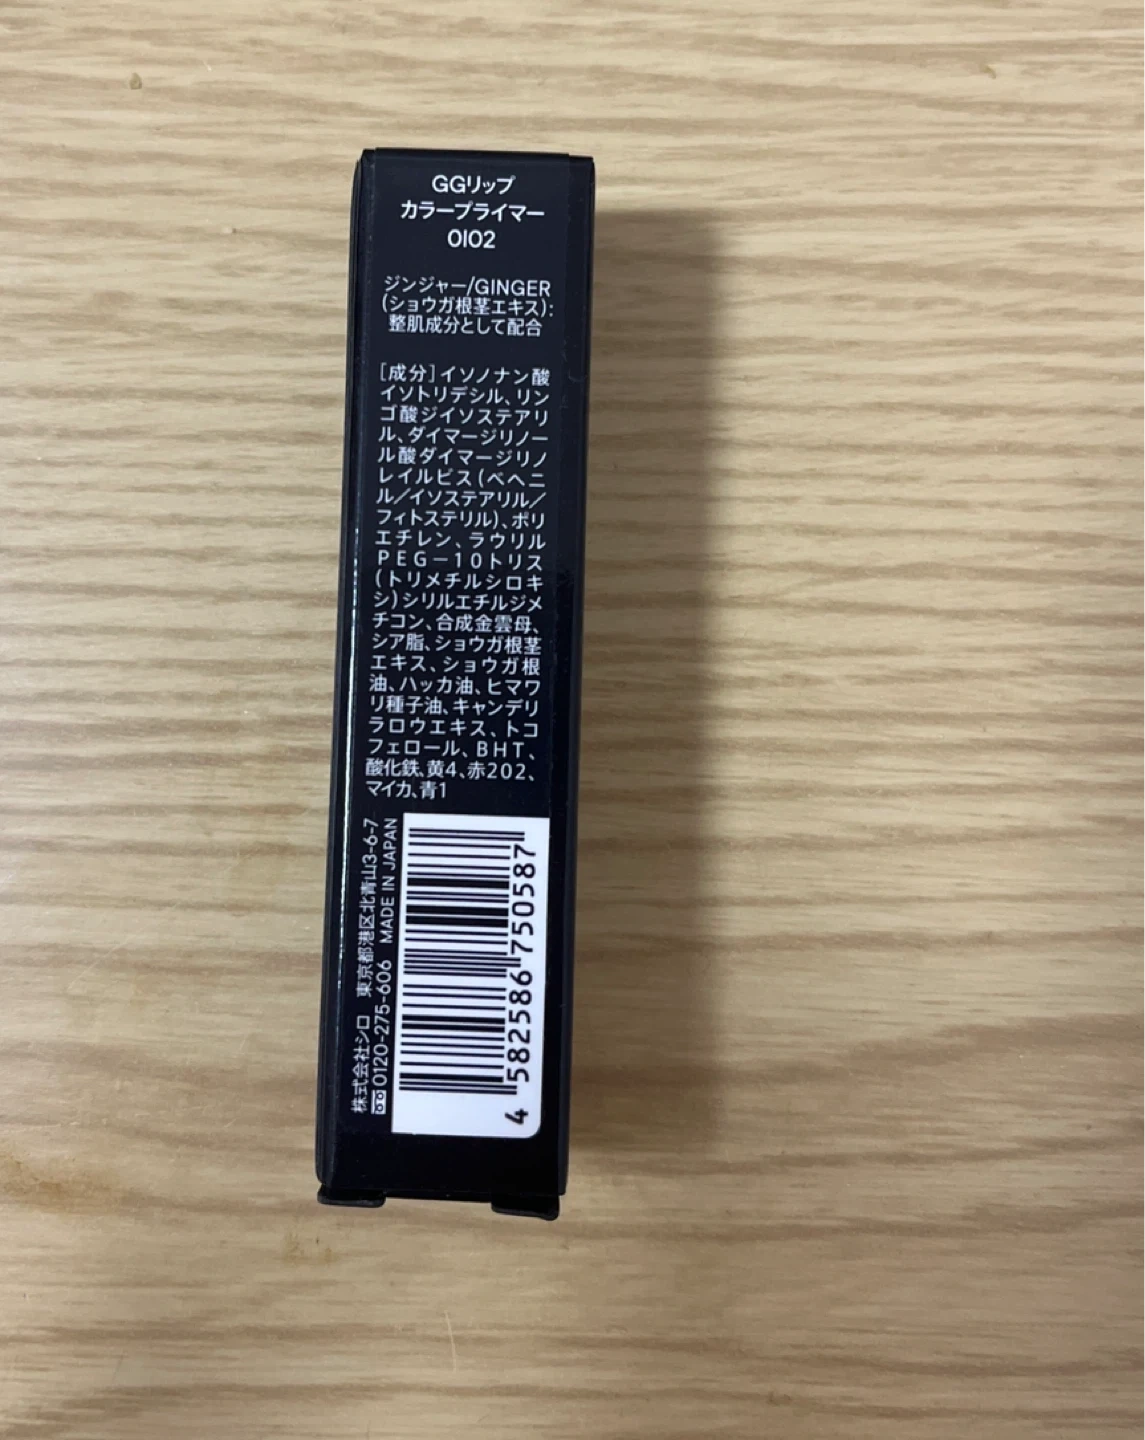 GGリップ
カラープライマー
0102
ジンジャー/GINGER
(ショウガ根茎エキス):
整肌成分として配合
[成分]イソノナン酸
イソトリデシル、リン
ゴ酸ジイソステアリ
ル、ダイマージリノー
ル酸ダイマージリノ
レイルビス(ベヘニ
ル/イソステアリル/
フィトステリル)、ポリ
エチレン、ラウリル
PEG-10トリス
(トリメチルシロキ
シ)シリルエチルジメ
チコン、合成金雲母、
シア脂、ショウガ根茎
エキス、ショウガ根
油、ハッカ油、ヒマワ
リ種子油、キャンデリ
ラロウエキス、トコ
フェロール、BHT、
酸化鉄、黄4、赤202、
マイカ、青1
株式会社シロ 東京都港区北青山3-6-7
0120-275-606 MADE IN JAPAN
4 582586 750587